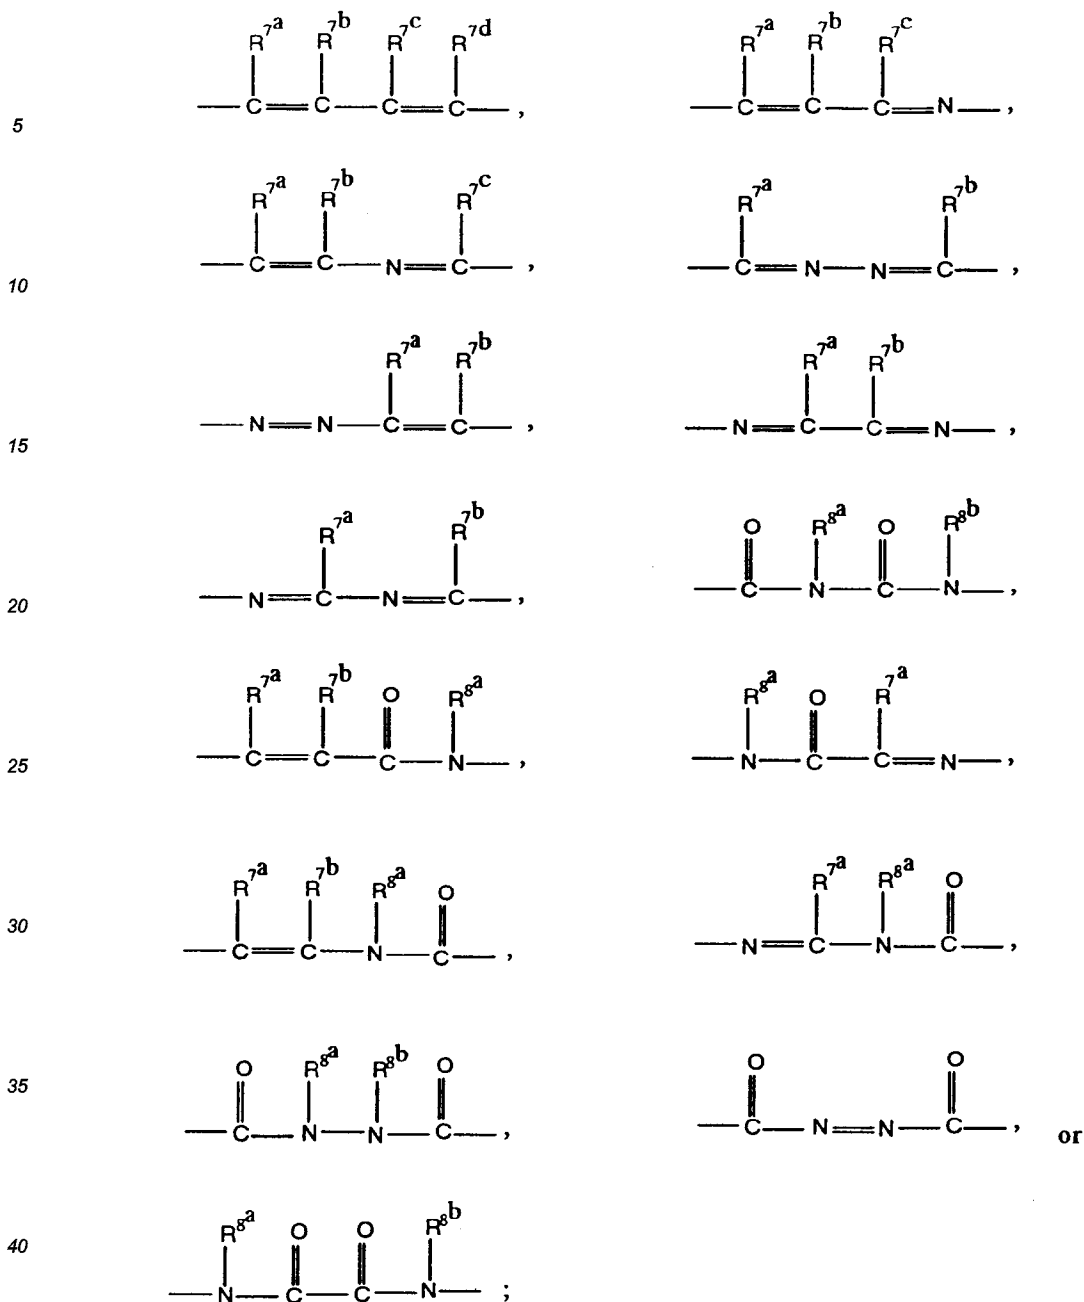 R7a R7b R7c R7d R7a R7b R7c
5 C C C C , C C C N ,
R7a R7b R7c R7a R7b
10 C C N C , C N N C ,
R7a R7b R7a R7b
15 N N C C , N C C N ,
R7a R7b O R8a O R8b
20 N C N C , C N C N ,
R7a R7b O R8a R8a O R7a
25 C C C N , N C C N ,
R7a R7b R8a O R7a R8a O
30 C C N C , N C N C ,
O R8a R8b O O O
35 C N N C , C N N C , or
R8a O O R8b
40 N C C N ;